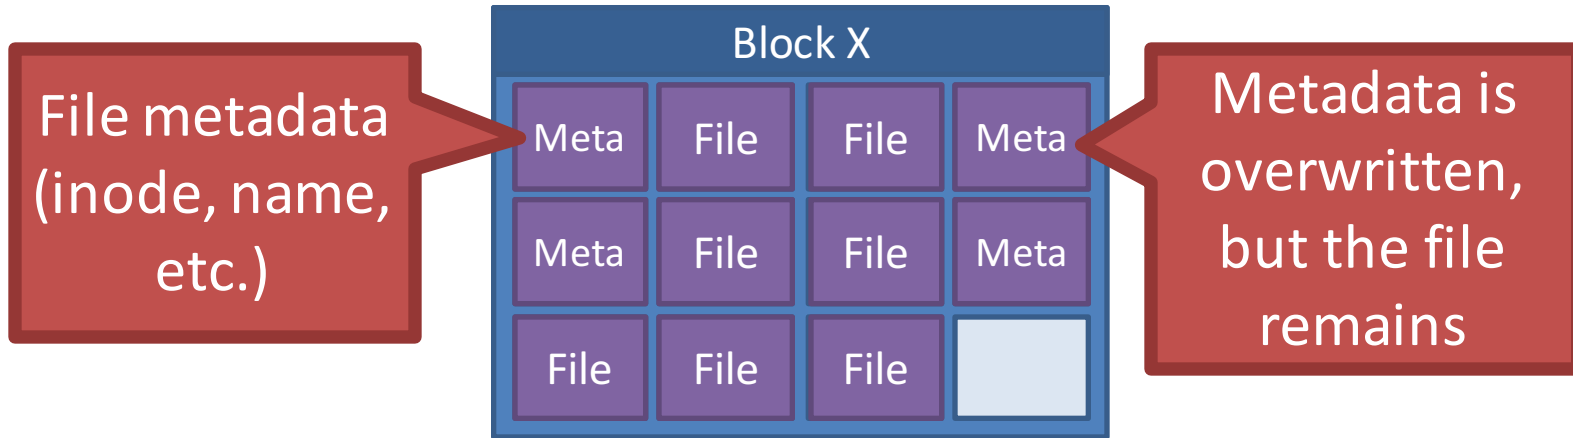 Block X
File metadata
(inode, name,
etc.)
Meta File File Meta
Meta File File Meta
File File File
Metadata is
overwritten,
but the file
remains